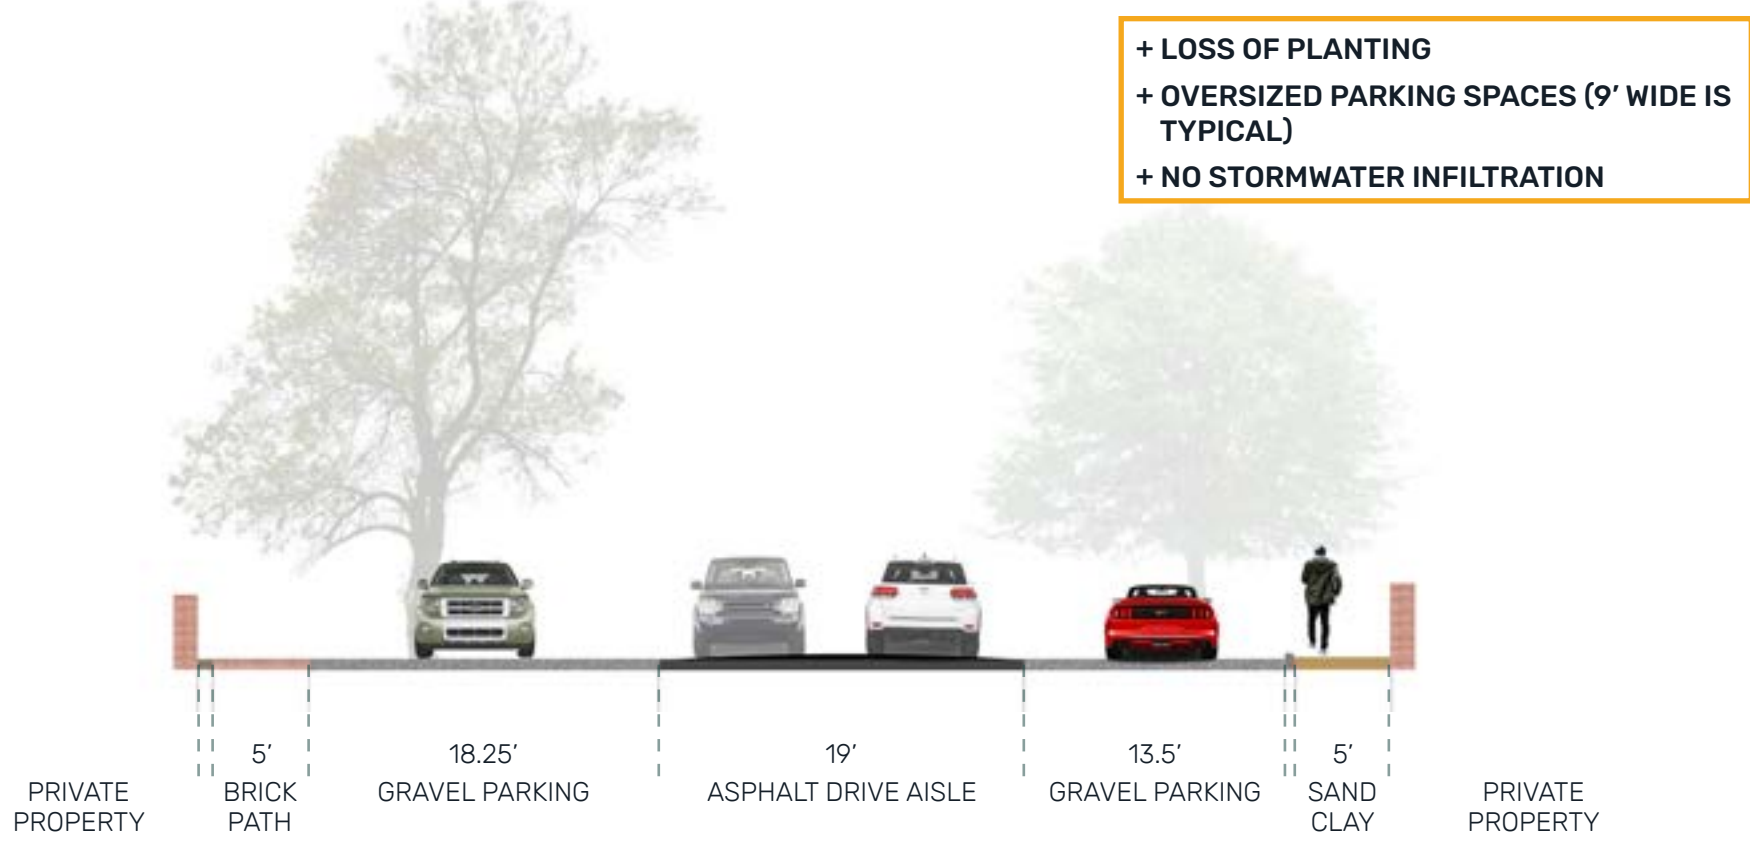 + LOSS OF PLANTING
+ OVERSIZED PARKING SPACES (9’ WIDE IS
TYPICAL)
+ NO STORMWATER INFILTRATION
5’
18.25’
19’
13.5’
5’
PRIVATE
PROPERTY
BRICK
PATH
GRAVEL PARKING
ASPHALT DRIVE AISLE
GRAVEL PARKING
SAND
CLAY
PRIVATE
PROPERTY